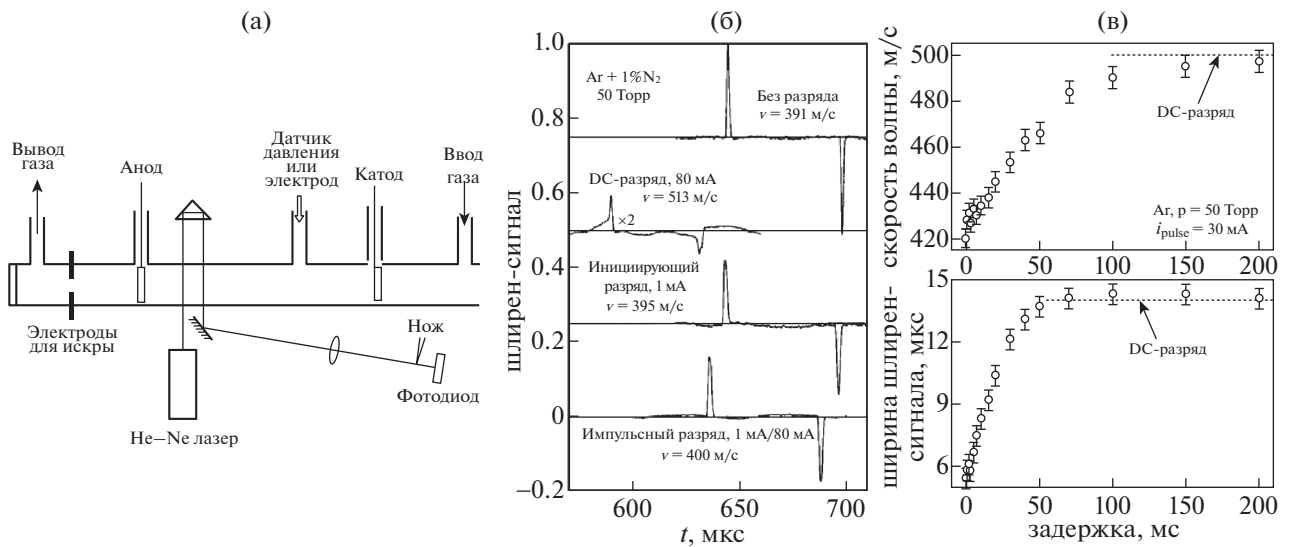 (а)
Вывод
газа
Анод
Датчик
давления
или
электрод
Катод
Ввод
газа
Электроды
для искры
He–Ne лазер
Нож
Фотодиод
(б)
шлирен-сигнал
1.0
0.8
0.6
0.4
0.2
0
−0.2
Ar + 1%N₂
50 Торр
Без разряда
v = 391 м/с
DC-разряд, 80 мА
v = 513 м/с
×2
Инициирующий
разряд, 1 мА
v = 395 м/с
Импульсный разряд, 1 мА/80 мА
v = 400 м/с
600
650
700
t, мкс
(в)
скорость волны, м/с
500
480
460
440
420
DC-разряд
Ar, p = 50 Торр
i_pulse = 30 мА
0
50
100
150
200
ширина шлирен-
сигнала, мкс
15
12
9
6
DC-разряд
0
50
100
150
200
задержка, мс